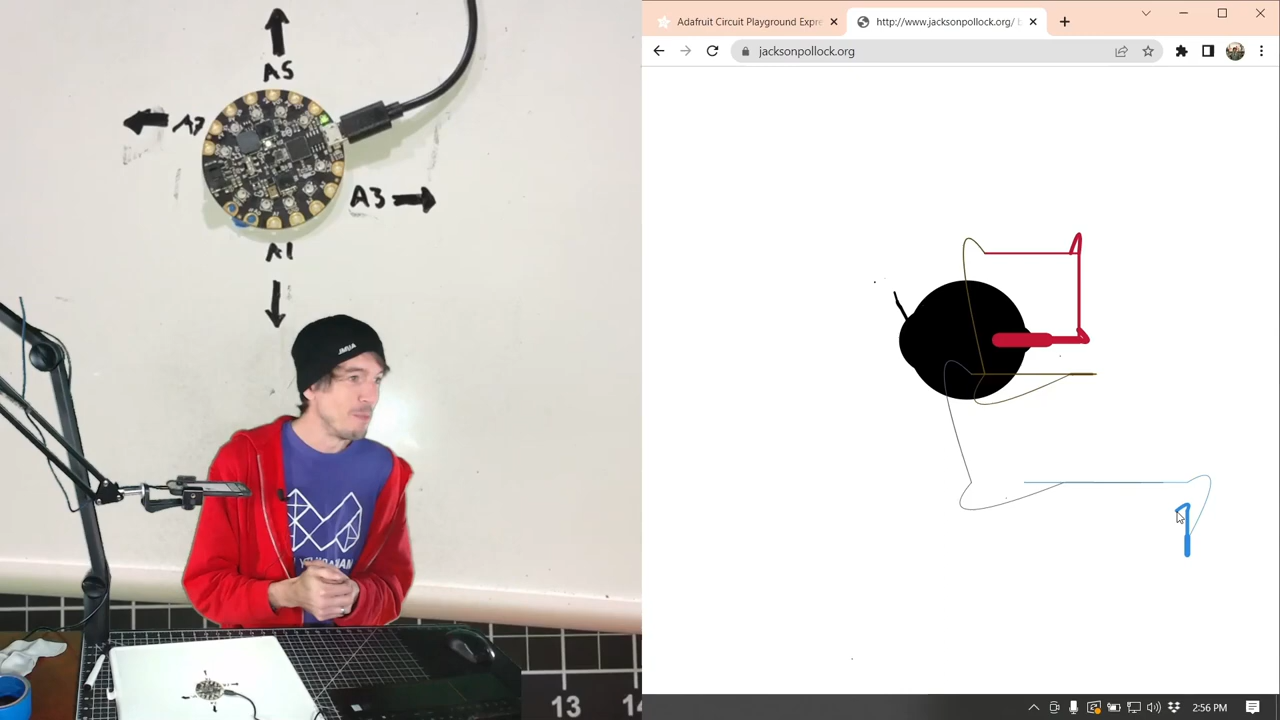 A5
A7
A3
A1
13
Adafruit Circuit Playground Expre
http://www.jacksonpollock.org/ b
jacksonpollock.org
2:56 PM